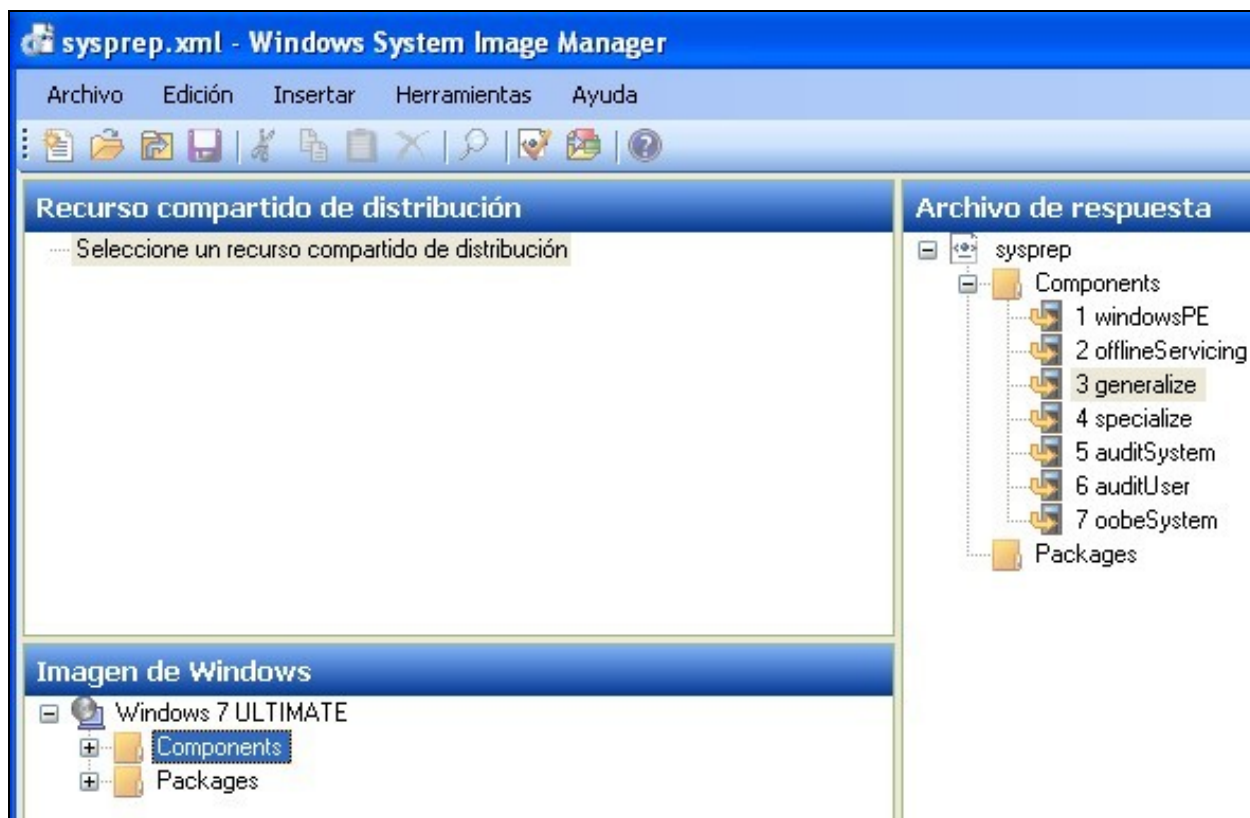 sysprep.xml - Windows System Image Manager
Archivo Edición Insertar Herramientas Ayuda
Recurso compartido de distribución
Seleccione un recurso compartido de distribución
Archivo de respuesta
sysprep
Components
1 windowsPE
2 offlineServicing
3 generalize
4 specialize
5 auditSystem
6 auditUser
7 oobeSystem
Packages
Imagen de Windows
Windows 7 ULTIMATE
Components
Packages